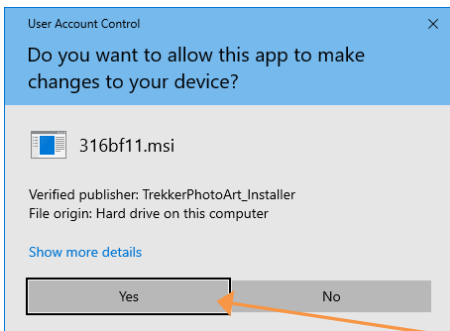 User Account Control
Do you want to allow this app to make
changes to your device?
316bf11.msi
Verified publisher: TrekkerPhotoArt_Installer
File origin: Hard drive on this computer
Show more details
Yes
No